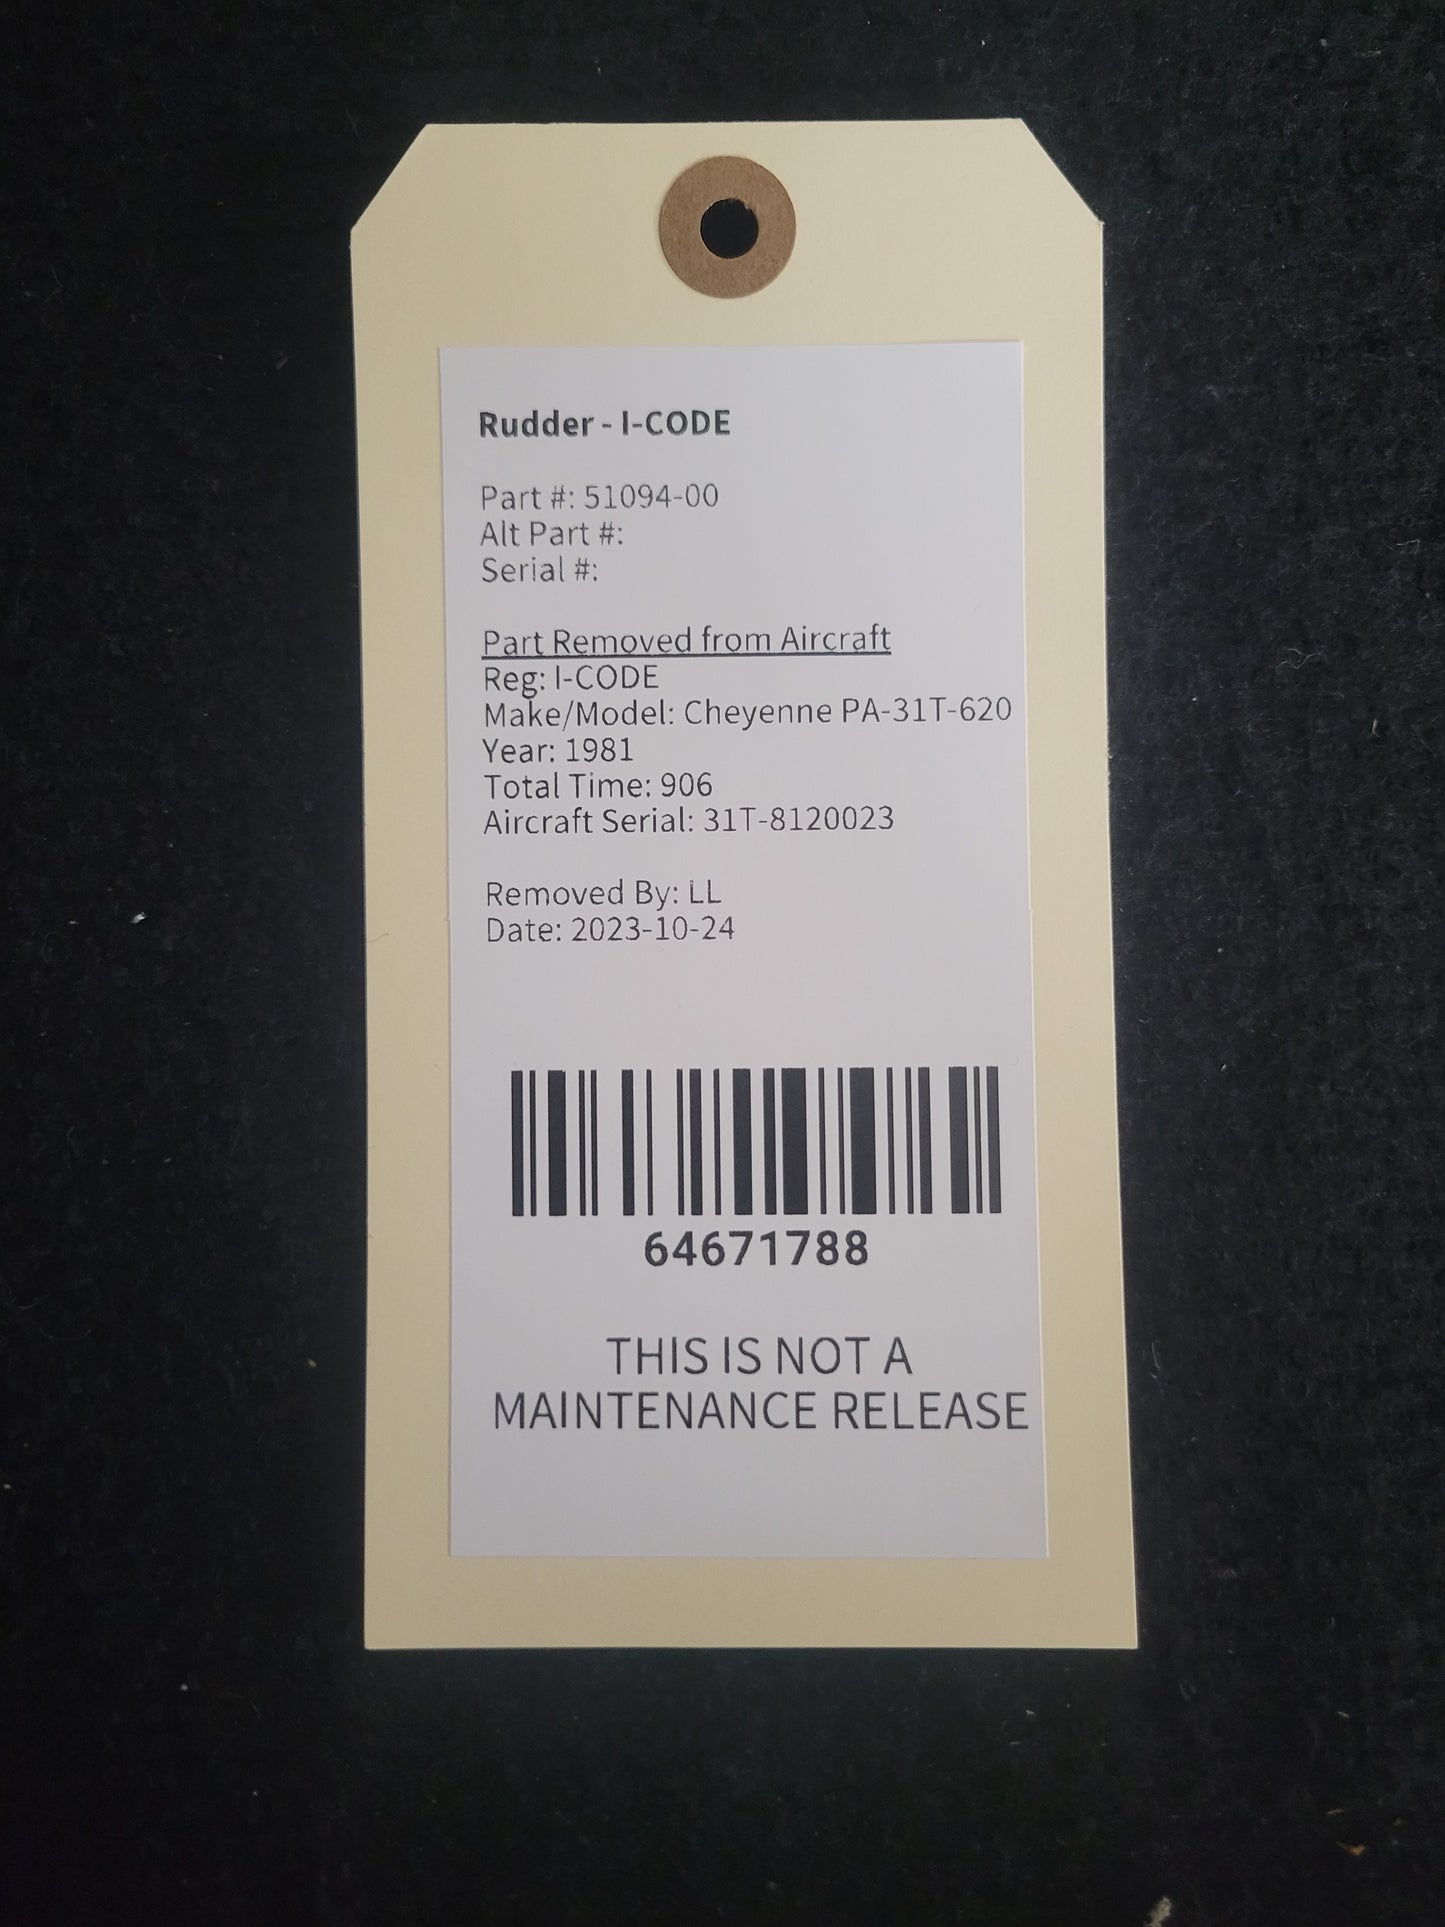 Rudder - I-CODE
Part #: 51094-00
Alt Part #:
Serial #:
Part Removed from Aircraft
Reg: I-CODE
Make/Model: Cheyenne PA-31T-620
Year: 1981
Total Time: 906
Aircraft Serial: 31T-8120023
Removed By: LL
Date: 2023-10-24
64671788
THIS IS NOT A
MAINTENANCE RELEASE